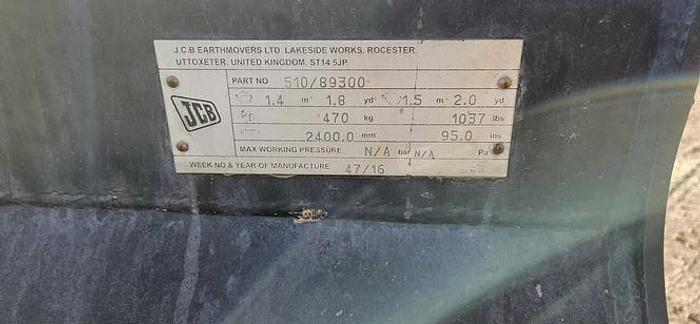 J.C.B EARTHMOVERS LTD. LAKESIDE WORKS, ROCESTER,
UTTOXETER, UNITED KINGDOM. ST14 5JP.
PART NO 510/89300
1.4 m³ 1.8 yd³ 1.5 m³ 2.0 yd
JCB
470 kg 1037 lbs
2400.0 mm 95.0 ins
MAX WORKING PRESSURE N/A bar N/A Pa
WEEK NO & YEAR OF MANUFACTURE 47/16